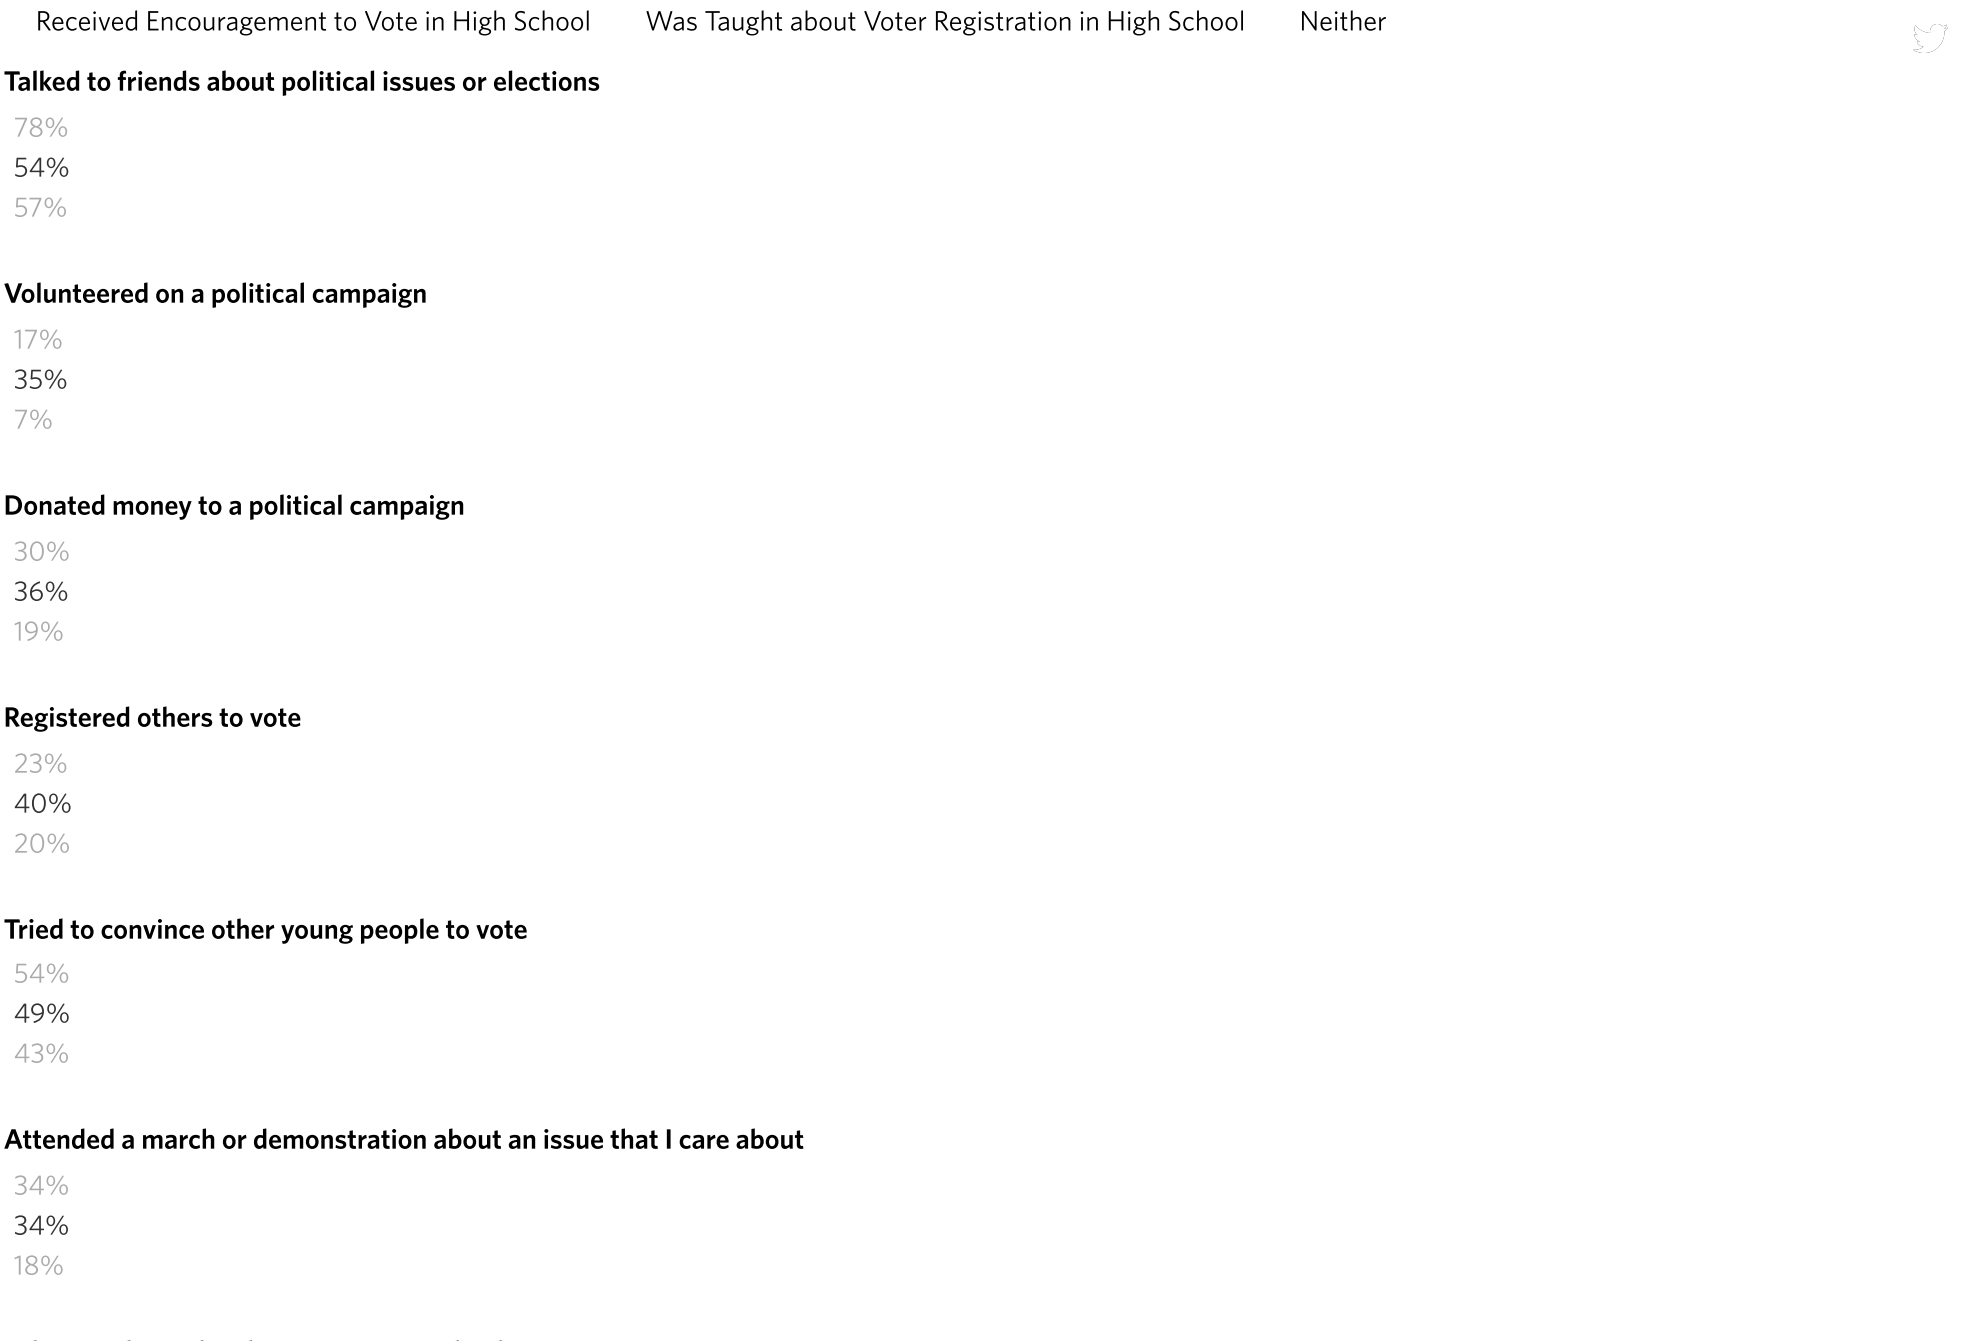 Received Encouragement to Vote in High School Was Taught about Voter Registration in High School Neither
Talked to friends about political issues or elections
78%
54%
57%
Volunteered on a political campaign
17%
35%
7%
Donated money to a political campaign
30%
36%
19%
Registered others to vote
23%
40%
20%
Tried to convince other young people to vote
54%
49%
43%
Attended a march or demonstration about an issue that I care about
34%
34%
18%